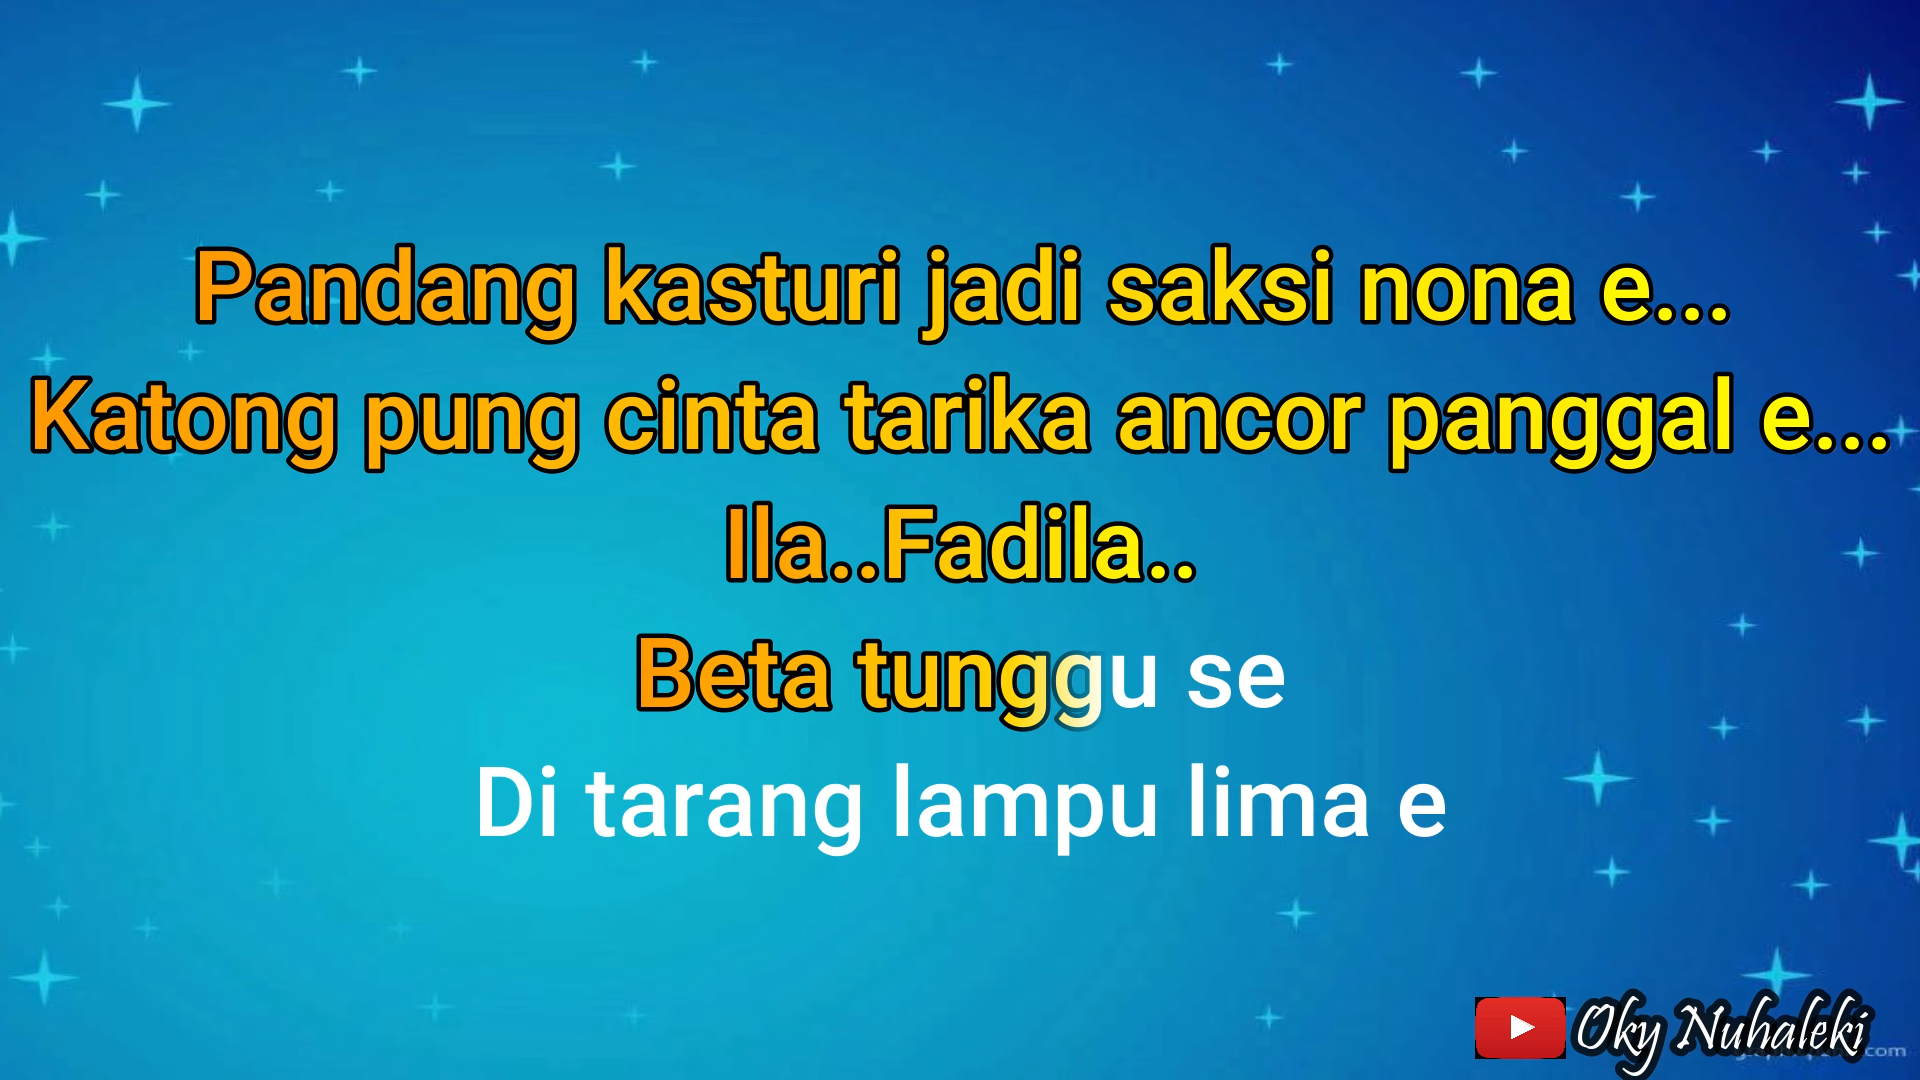 Pandang kasturi jadi saksi nona e...
Katong pung cinta tarika ancor panggal e...
Ila..Fadila..
Beta tunggu se
Di tarang lampu lima e
Oky Nuhaleki